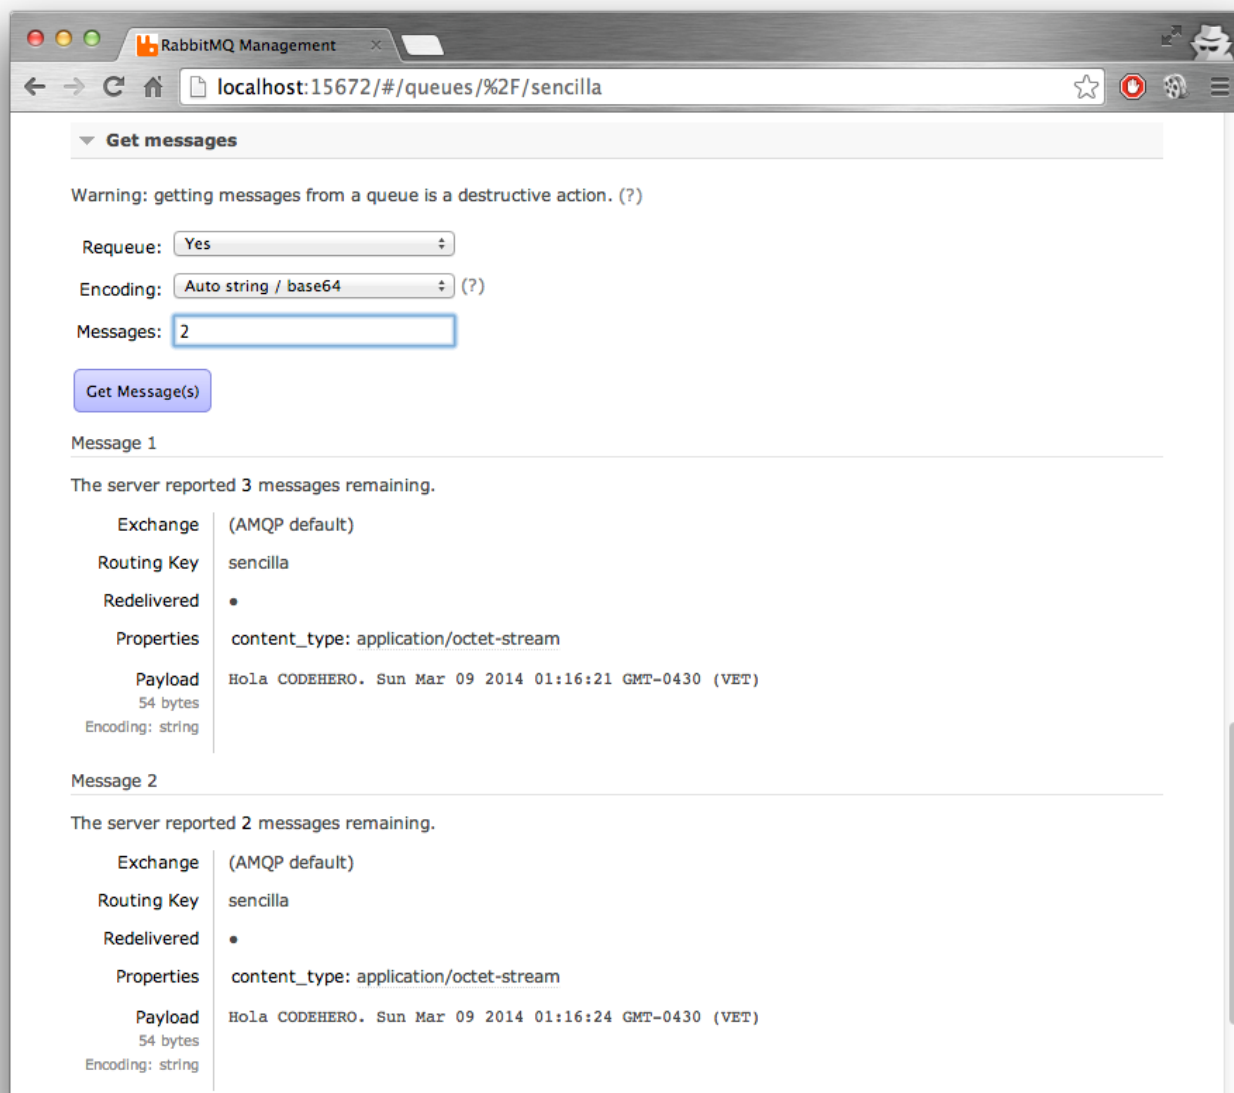 RabbitMQ Management
localhost:15672/#/queues/%2F/sencilla
Get messages
Warning: getting messages from a queue is a destructive action. (?)
Requeue: Yes
Encoding: Auto string / base64 (?)
Messages: 2
Get Message(s)
Message 1
The server reported 3 messages remaining.
Exchange (AMQP default)
Routing Key sencilla
Redelivered ●
Properties content_type: application/octet-stream
Payload Hola CODEHERO. Sun Mar 09 2014 01:16:21 GMT-0430 (VET)
54 bytes
Encoding: string
Message 2
The server reported 2 messages remaining.
Exchange (AMQP default)
Routing Key sencilla
Redelivered ●
Properties content_type: application/octet-stream
Payload Hola CODEHERO. Sun Mar 09 2014 01:16:24 GMT-0430 (VET)
54 bytes
Encoding: string